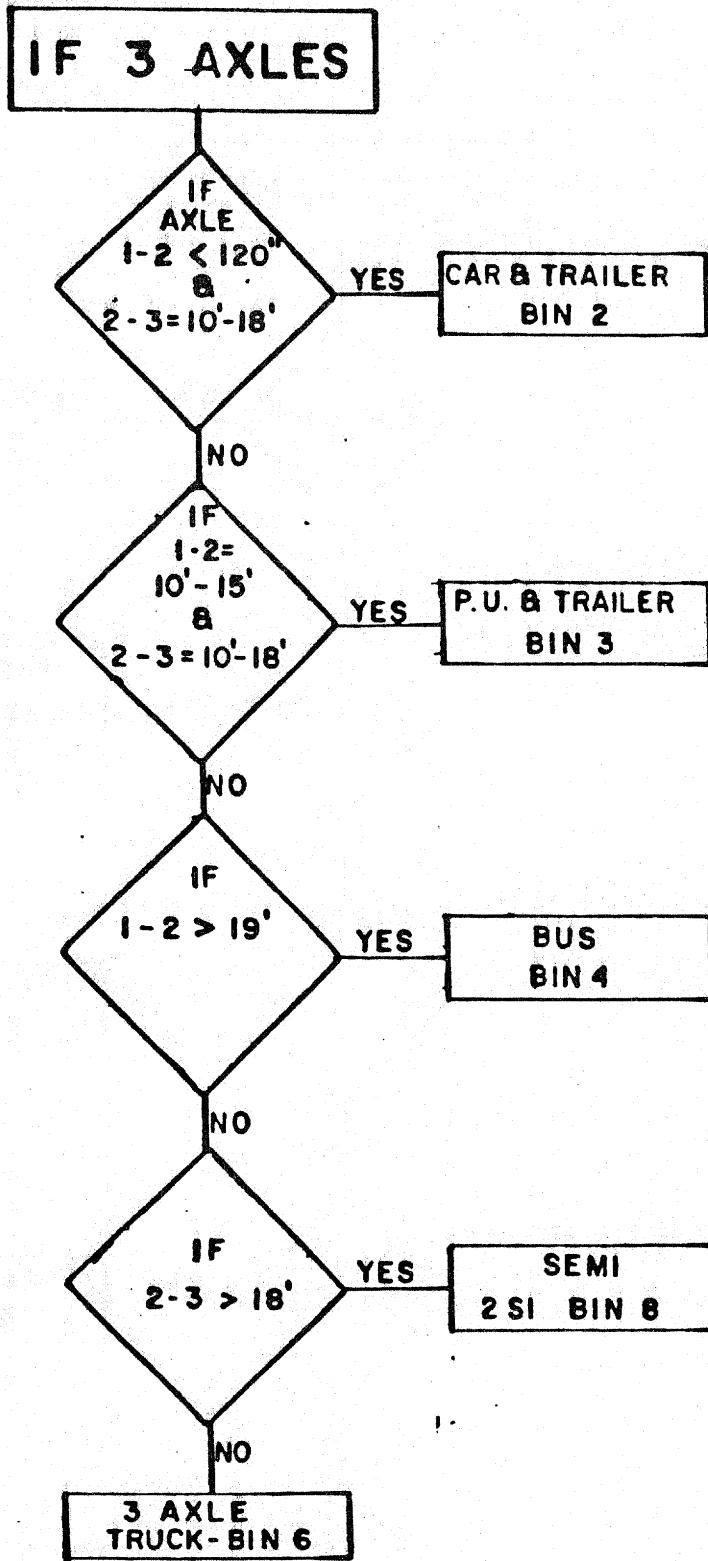 IF 3 AXLES
IF
AXLE
1-2 < 120"
&
2-3=10'-18'
YES
CAR & TRAILER
BIN 2
NO
IF
1-2=
10'-15'
&
2-3=10'-18'
YES
P.U. & TRAILER
BIN 3
NO
IF
1-2 > 19'
YES
BUS
BIN 4
NO
IF
2-3 > 18'
YES
SEMI
2 SI BIN 8
NO
3 AXLE
TRUCK-BIN 6